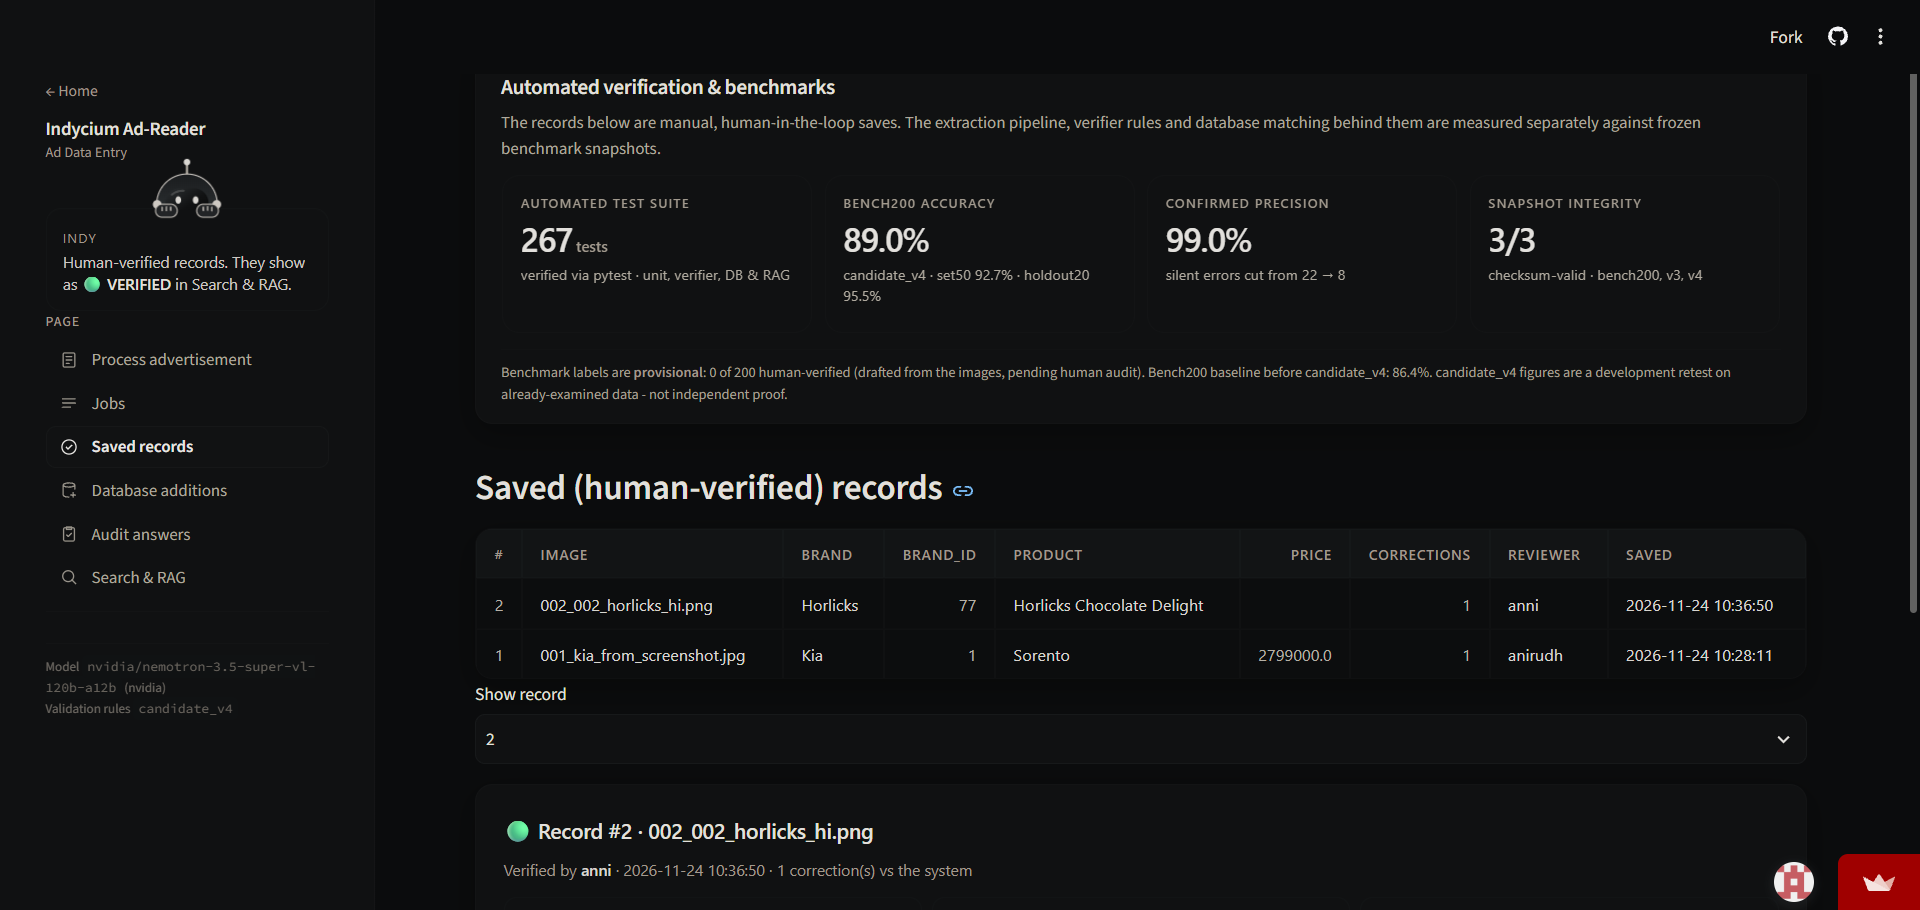 Fork
← Home
Indycium Ad-Reader
Ad Data Entry
INDY
Human-verified records. They show
as VERIFIED in Search & RAG.
PAGE
Process advertisement
Jobs
Saved records
Database additions
Audit answers
Search & RAG
Model nvidia/nemotron-3.5-super-vl-
120b-a12b (nvidia)
Validation rules candidate_v4
Automated verification & benchmarks
The records below are manual, human-in-the-loop saves. The extraction pipeline, verifier rules and database matching behind them are measured separately against frozen
benchmark snapshots.
AUTOMATED TEST SUITE
267 tests
verified via pytest · unit, verifier, DB & RAG
BENCH200 ACCURACY
89.0%
candidate_v4 · set50 92.7% · holdout20
95.5%
CONFIRMED PRECISION
99.0%
silent errors cut from 22 → 8
SNAPSHOT INTEGRITY
3/3
checksum-valid · bench200, v3, v4
Benchmark labels are provisional: 0 of 200 human-verified (drafted from the images, pending human audit). Bench200 baseline before candidate_v4: 86.4%. candidate_v4 figures are a development retest on
already-examined data - not independent proof.
Saved (human-verified) records
# IMAGE BRAND BRAND_ID PRODUCT PRICE CORRECTIONS REVIEWER SAVED
2 002_002_horlicks_hi.png Horlicks 77 Horlicks Chocolate Delight 1 anni 2026-11-24 10:36:50
1 001_kia_from_screenshot.jpg Kia 1 Sorento 2799000.0 1 anirudh 2026-11-24 10:28:11
Show record
2
Record #2 · 002_002_horlicks_hi.png
Verified by anni · 2026-11-24 10:36:50 · 1 correction(s) vs the system